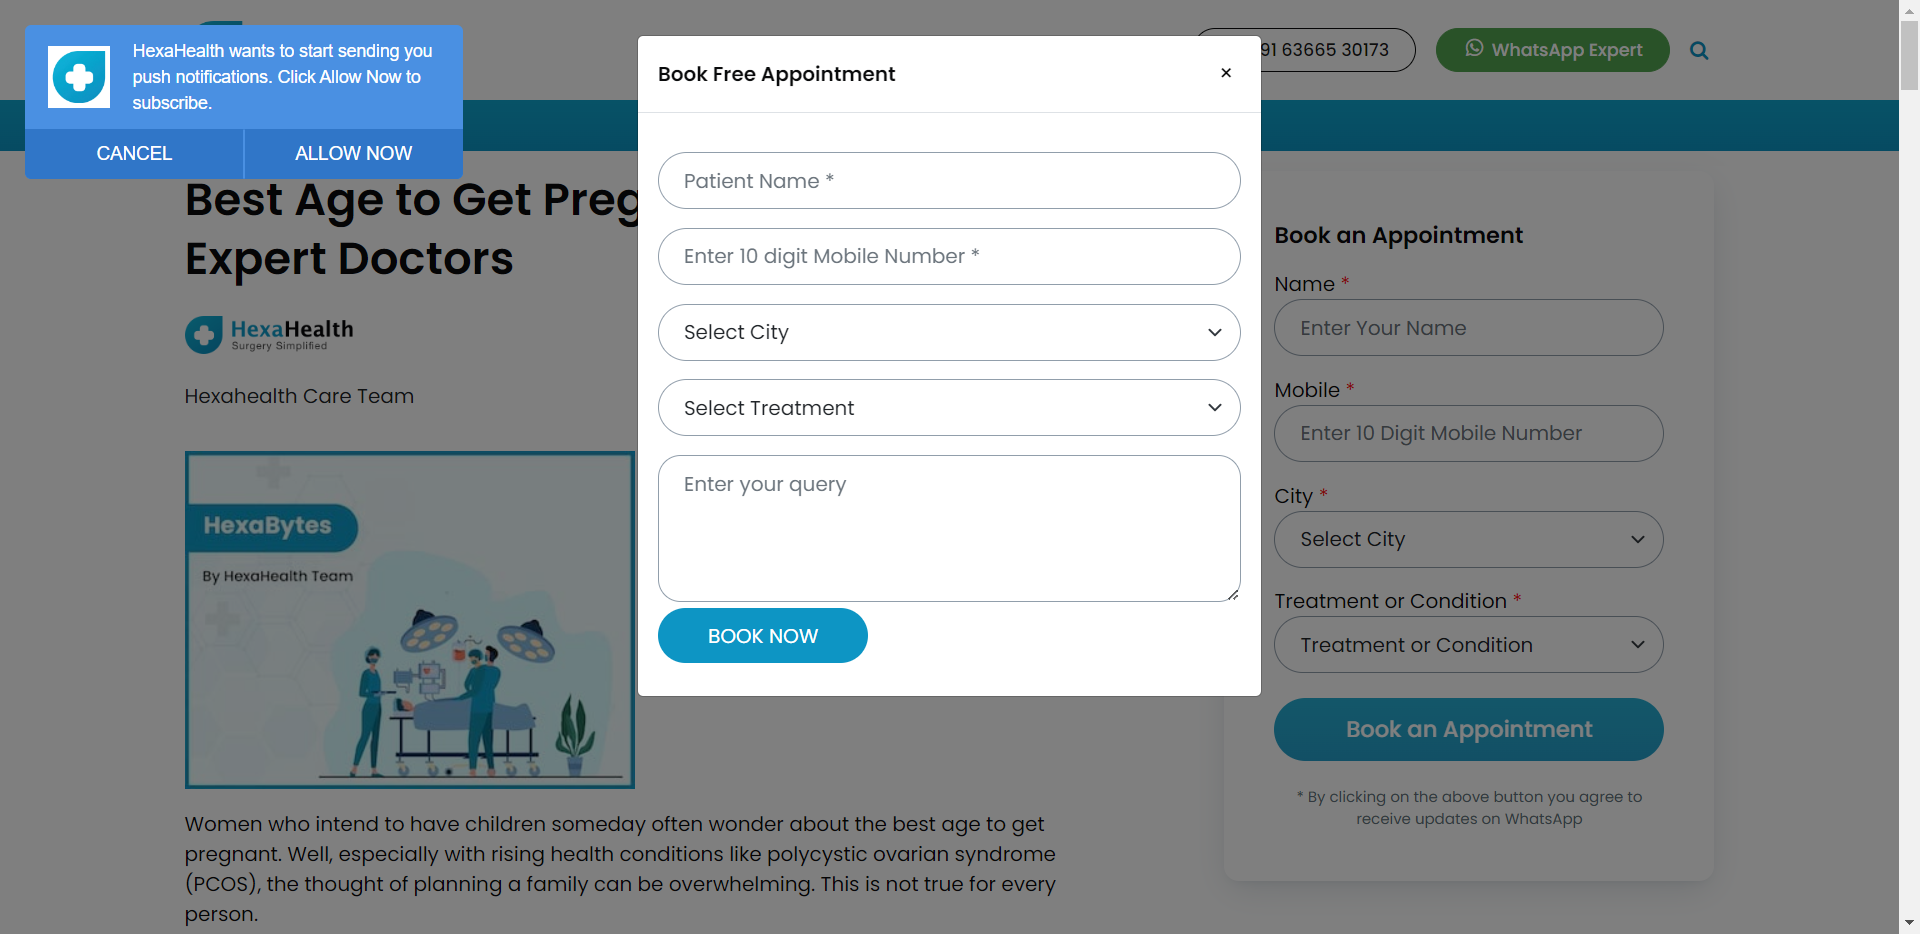 HexaHealth wants to start sending you
push notifications. Click Allow Now to
subscribe.
CANCEL
ALLOW NOW
91 63665 30173
WhatsApp Expert
Book Free Appointment
×
Patient Name *
Enter 10 digit Mobile Number *
Select City
Select Treatment
Enter your query
BOOK NOW
Best Age to Get Preg
Expert Doctors
HexaHealth
Surgery Simplified
Hexahealth Care Team
HexaBytes
By HexaHealth Team
Women who intend to have children someday often wonder about the best age to get
pregnant. Well, especially with rising health conditions like polycystic ovarian syndrome
(PCOS), the thought of planning a family can be overwhelming. This is not true for every
person.
Book an Appointment
Name *
Enter Your Name
Mobile *
Enter 10 Digit Mobile Number
City *
Select City
Treatment or Condition *
Treatment or Condition
Book an Appointment
* By clicking on the above button you agree to
receive updates on WhatsApp